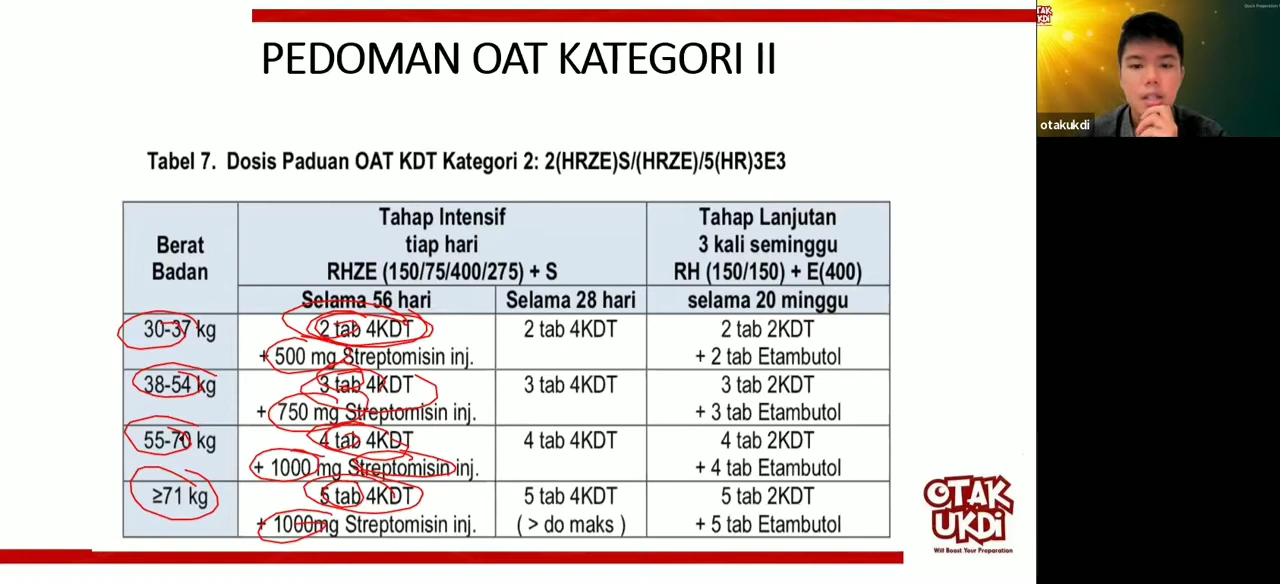 PEDOMAN OAT KATEGORI II
Tabel 7. Dosis Paduan OAT KDT Kategori 2: 2(HRZE)S/(HRZE)/5(HR)3E3
Berat
Badan
Tahap Intensif
tiap hari
RHZE (150/75/400/275) + S
Tahap Lanjutan
3 kali seminggu
RH (150/150) + E(400)
Selama 56 hari
Selama 28 hari
selama 20 minggu
30-37 kg
2 tab 4KDT
+ 500 mg Streptomisin inj.
2 tab 4KDT
2 tab 2KDT
+ 2 tab Etambutol
38-54 kg
3 tab 4KDT
+ 750 mg Streptomisin inj.
3 tab 4KDT
3 tab 2KDT
+ 3 tab Etambutol
55-70 kg
4 tab 4KDT
+ 1000 mg Streptomisin inj.
4 tab 4KDT
4 tab 2KDT
+ 4 tab Etambutol
≥71 kg
5 tab 4KDT
+ 1000mg Streptomisin inj.
5 tab 4KDT
( > do maks )
5 tab 2KDT
+ 5 tab Etambutol
OTAK
UKDi
Will Boost Your Preparation
otakukdi